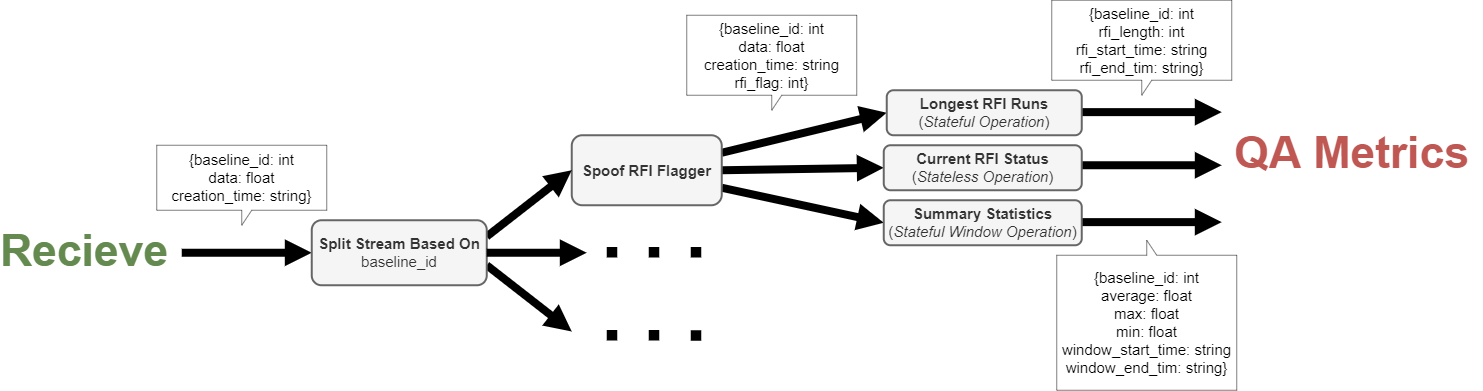 Recieve
{baseline_id: int
data: float
creation_time: string}
Split Stream Based On
baseline_id
Spoof RFI Flagger
{baseline_id: int
data: float
creation_time: string
rfi_flag: int}
Longest RFI Runs
(Stateful Operation)
Current RFI Status
(Stateless Operation)
Summary Statistics
(Stateful Window Operation)
{baseline_id: int
rfi_length: int
rfi_start_time: string
rfi_end_tim: string}
{baseline_id: int
average: float
max: float
min: float
window_start_time: string
window_end_tim: string}
QA Metrics